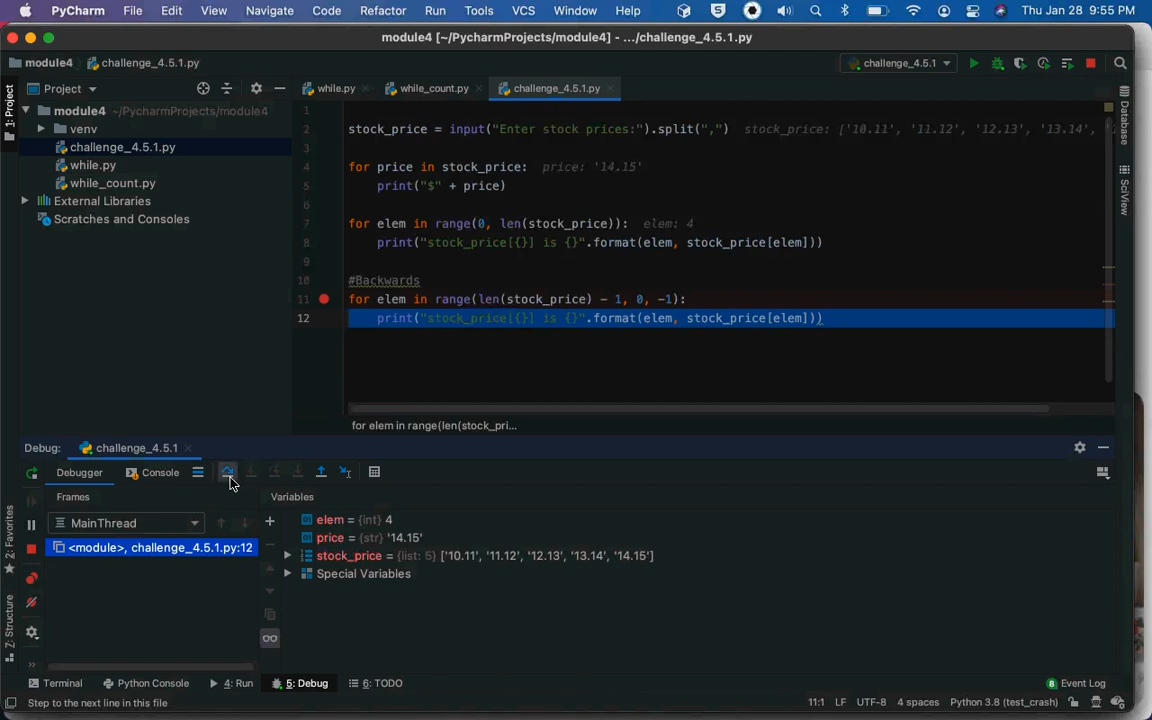 PyCharm File Edit View Navigate Code Refactor Run Tools VCS Window Help Thu Jan 28 9:55 PM
module4 [~/PycharmProjects/module4] - .../challenge_4.5.1.py
module4 challenge_4.5.1.py challenge_4.5.1
Project while.py while_count.py challenge_4.5.1.py
1: Project
module4 ~/PycharmProjects/module4
venv
challenge_4.5.1.py
while.py
while_count.py
External Libraries
Scratches and Consoles
1
2 stock_price = input("Enter stock prices:").split(",") stock_price: ['10.11', '11.12', '12.13', '13.14', '1
3
4 for price in stock_price: price: '14.15'
5 print("$" + price)
6
7 for elem in range(0, len(stock_price)): elem: 4
8 print("stock_price[{}] is {}".format(elem, stock_price[elem]))
9
10 #Backwards
11 for elem in range(len(stock_price) - 1, 0, -1):
12 print("stock_price[{}] is {}".format(elem, stock_price[elem]))
for elem in range(len(stock_pri...
Database
SciView
Debug: challenge_4.5.1
Debugger Console
Frames Variables
MainThread
<module>, challenge_4.5.1.py:12
elem = {int} 4
price = {str} '14.15'
stock_price = {list: 5} ['10.11', '11.12', '12.13', '13.14', '14.15']
Special Variables
2: Favorites
7: Structure
Terminal Python Console 4: Run 5: Debug 6: TODO 8 Event Log
Step to the next line in this file 11:1 LF UTF-8 4 spaces Python 3.8 (test_crash)